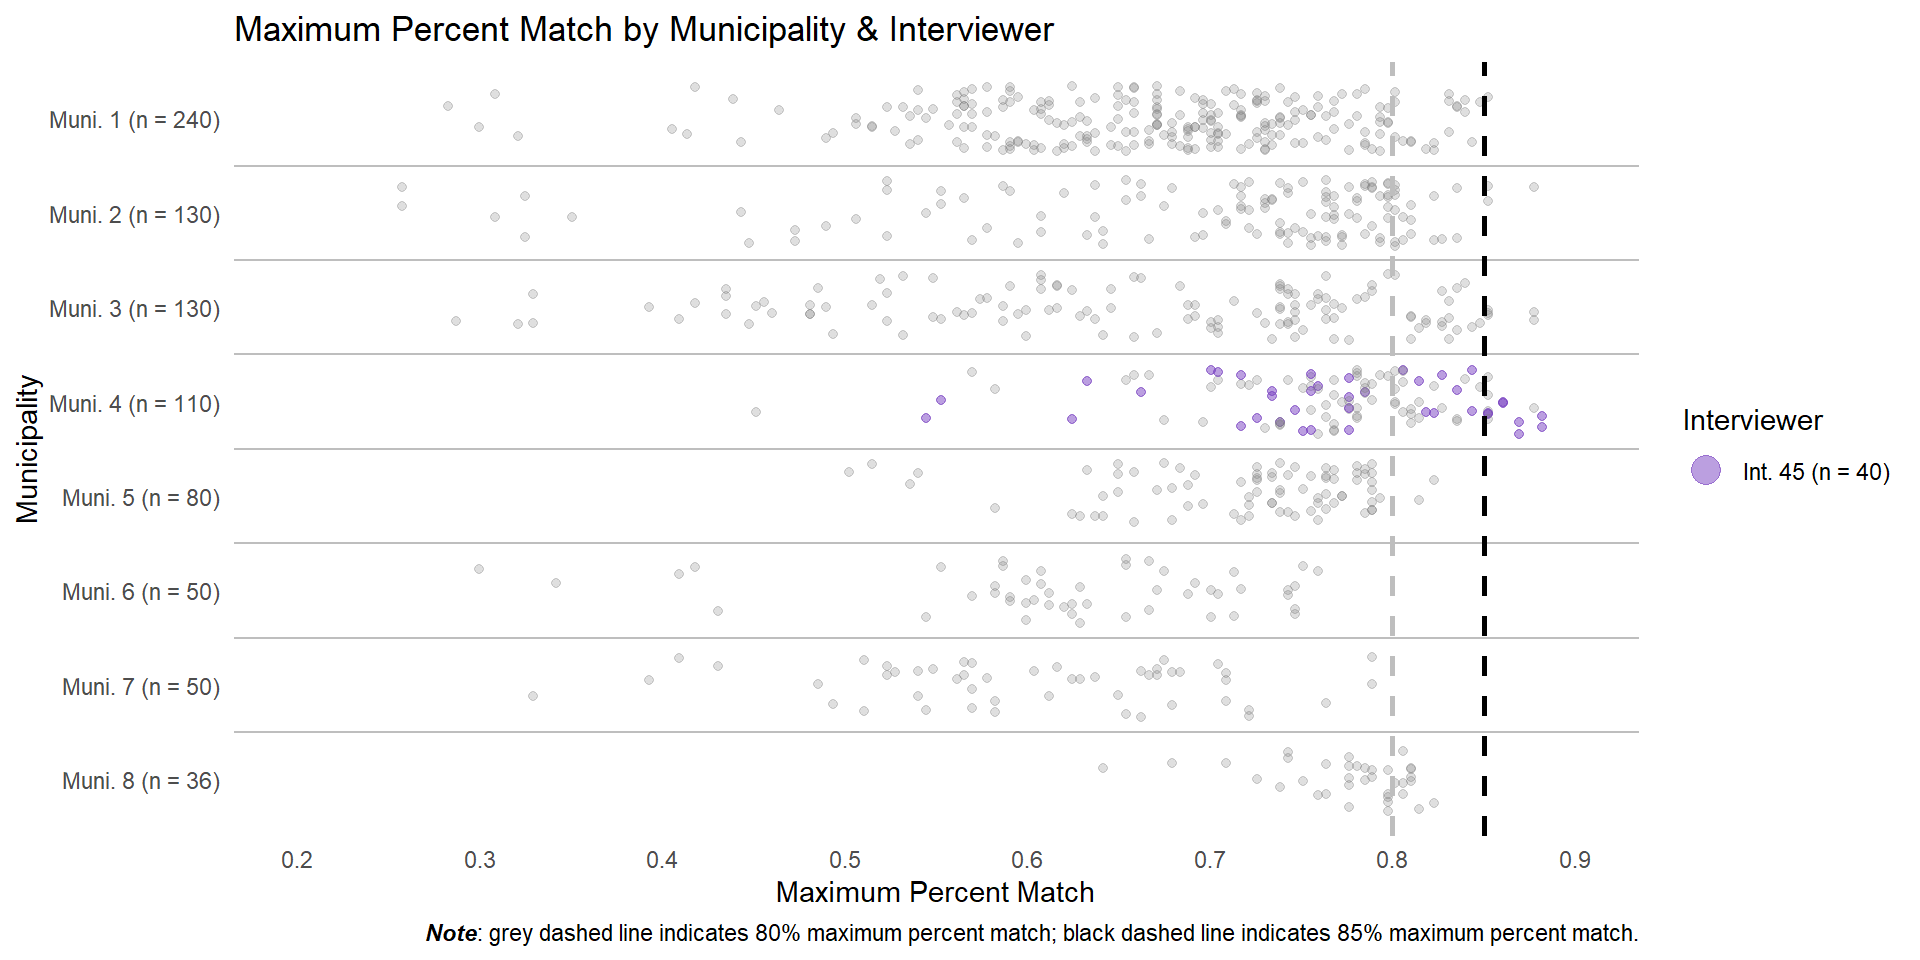 Maximum Percent Match by Municipality & Interviewer
Municipality
Muni. 1 (n = 240)
Muni. 2 (n = 130)
Muni. 3 (n = 130)
Muni. 4 (n = 110)
Muni. 5 (n = 80)
Muni. 6 (n = 50)
Muni. 7 (n = 50)
Muni. 8 (n = 36)
0.2 0.3 0.4 0.5 0.6 0.7 0.8 0.9
Maximum Percent Match
Interviewer
Int. 45 (n = 40)
Note: grey dashed line indicates 80% maximum percent match; black dashed line indicates 85% maximum percent match.